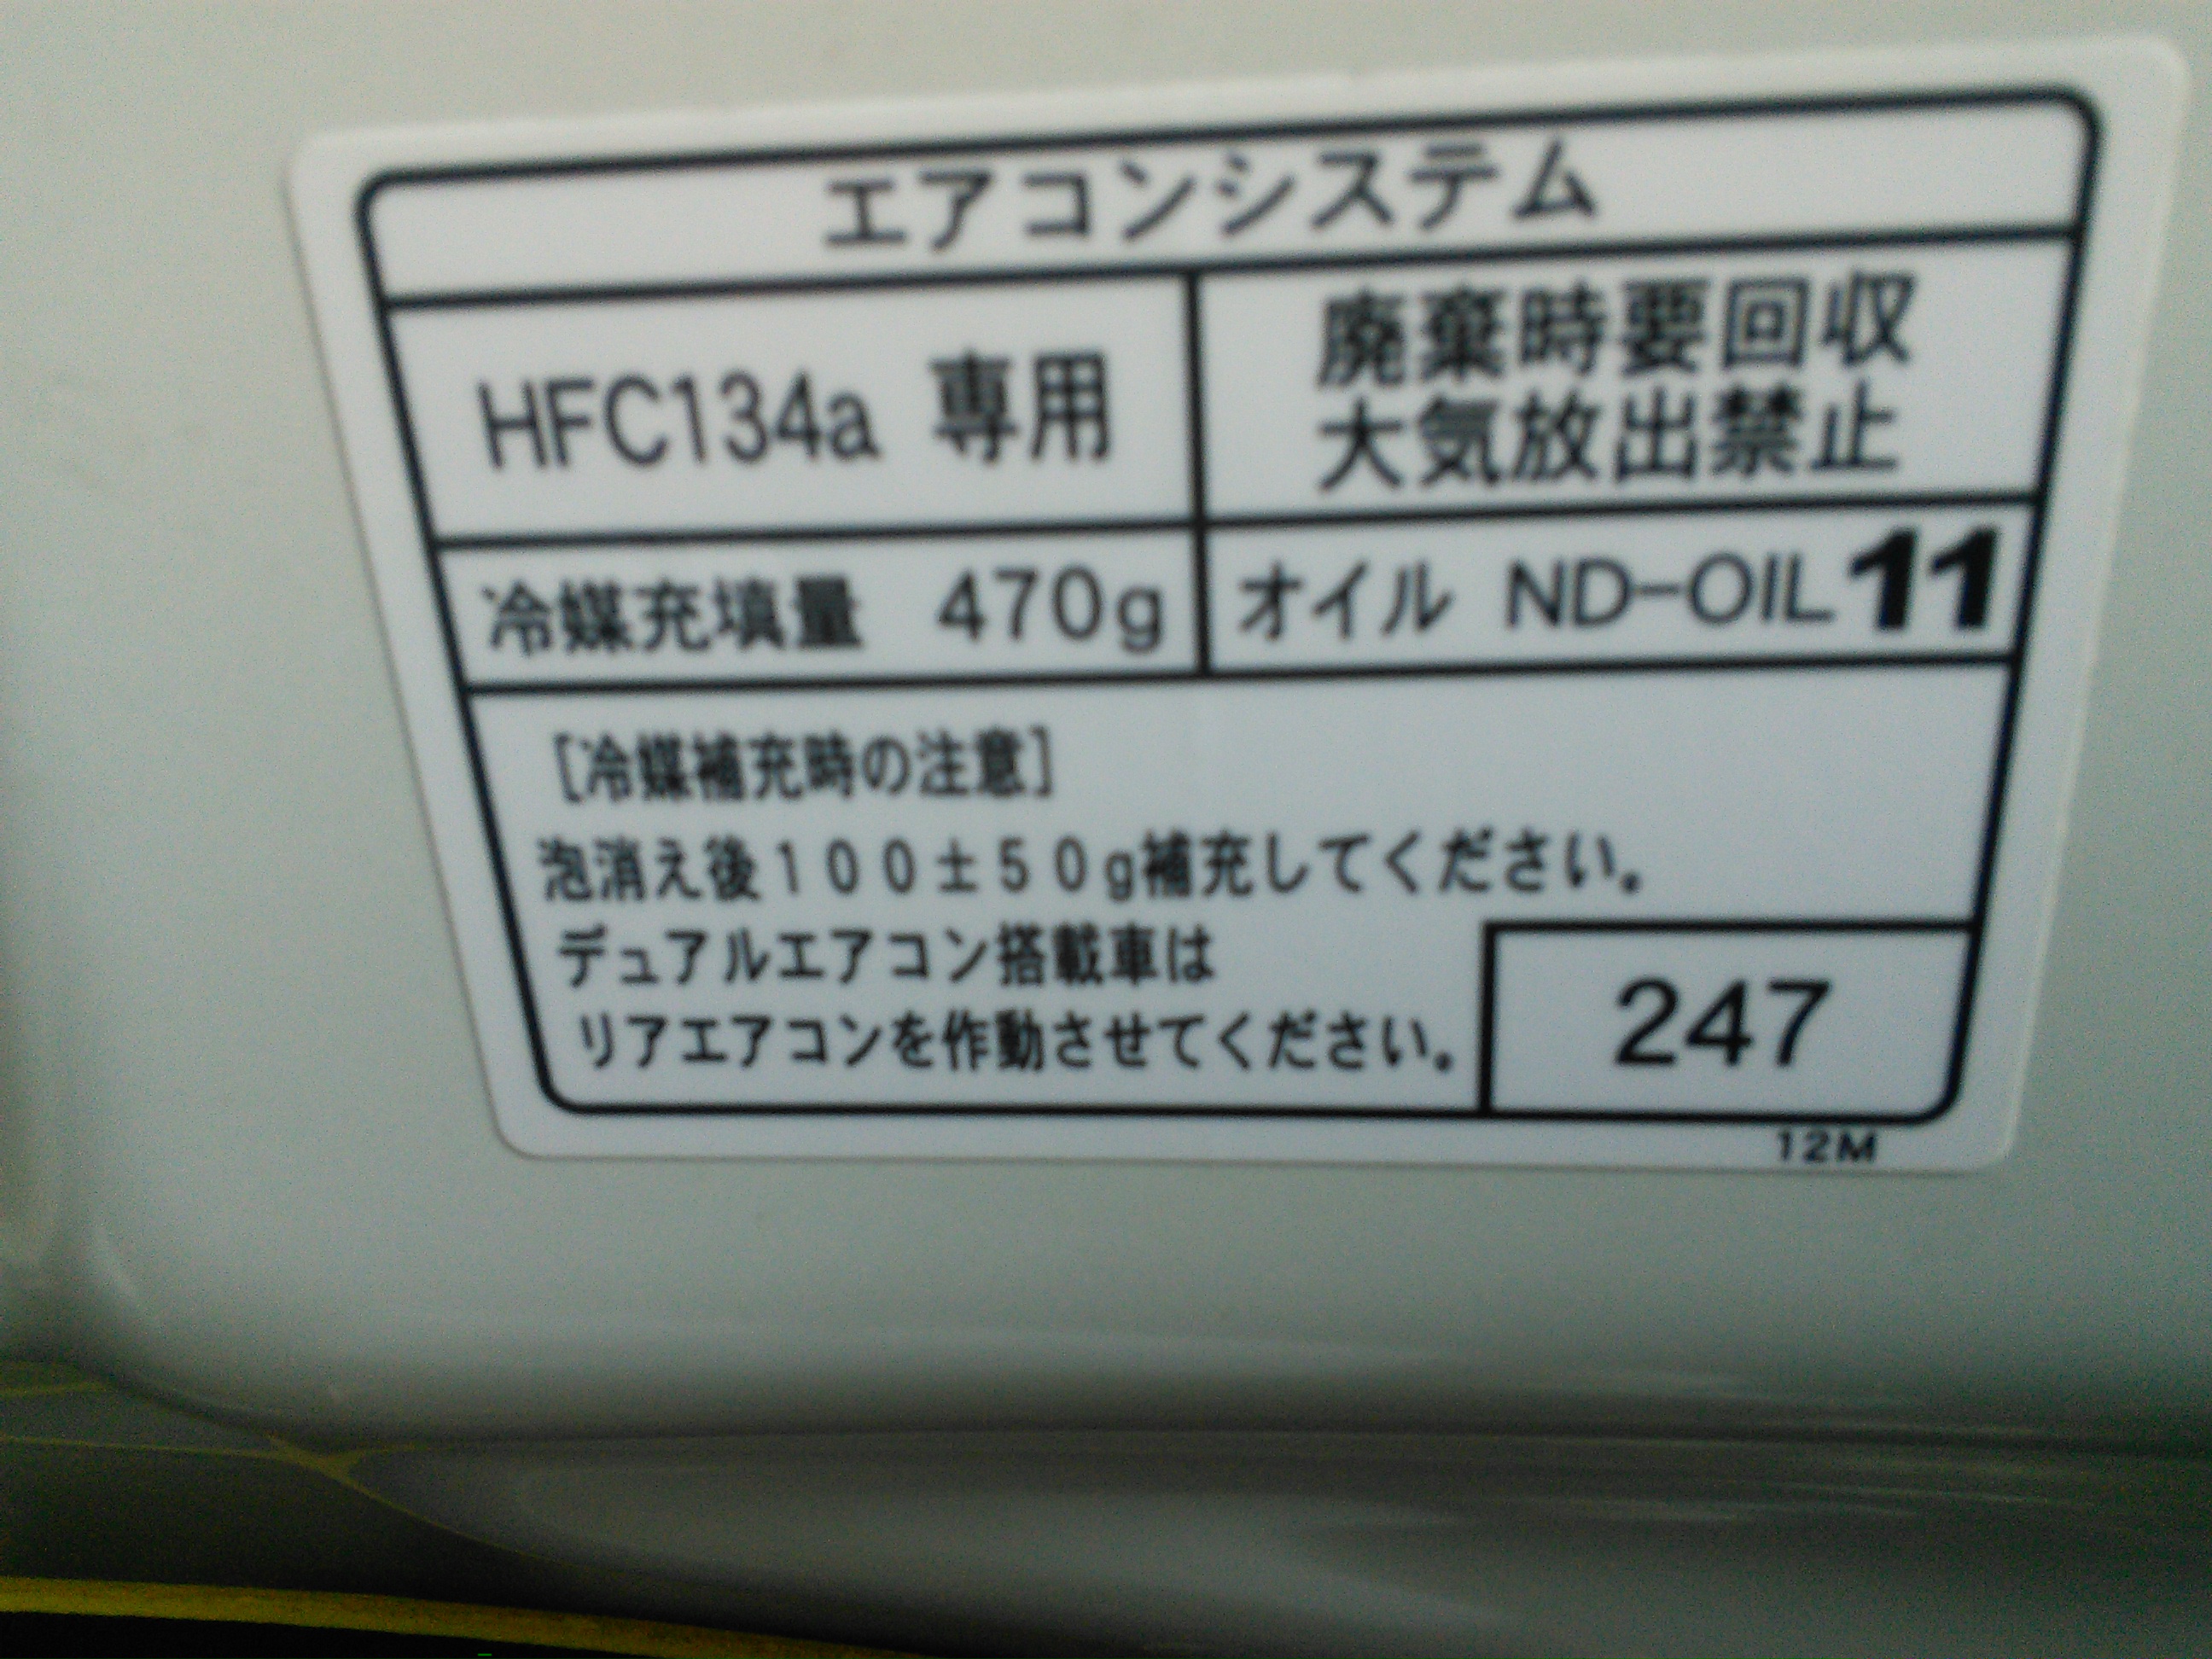 エアコンシステム
HFC134a 専用
廃棄時要回収
大気放出禁止
冷媒充填量 470g
オイル ND-OIL11
[冷媒補充時の注意]
泡消え後100±50g補充してください。
デュアルエアコン搭載車は
リアエアコンを作動させてください。
247
12M